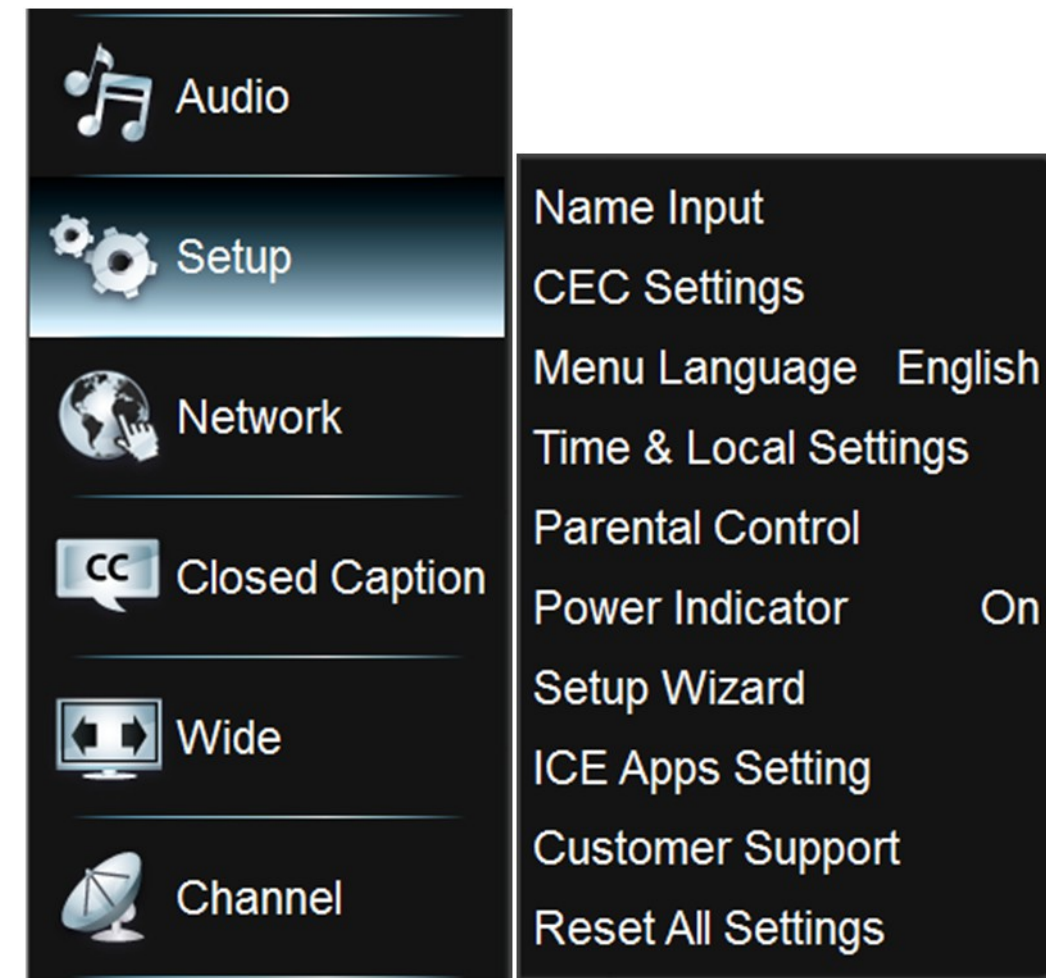 Audio
Setup
Network
CC
Closed Caption
Wide
Channel
Name Input
CEC Settings
Menu Language English
Time & Local Settings
Parental Control
Power Indicator On
Setup Wizard
ICE Apps Setting
Customer Support
Reset All Settings